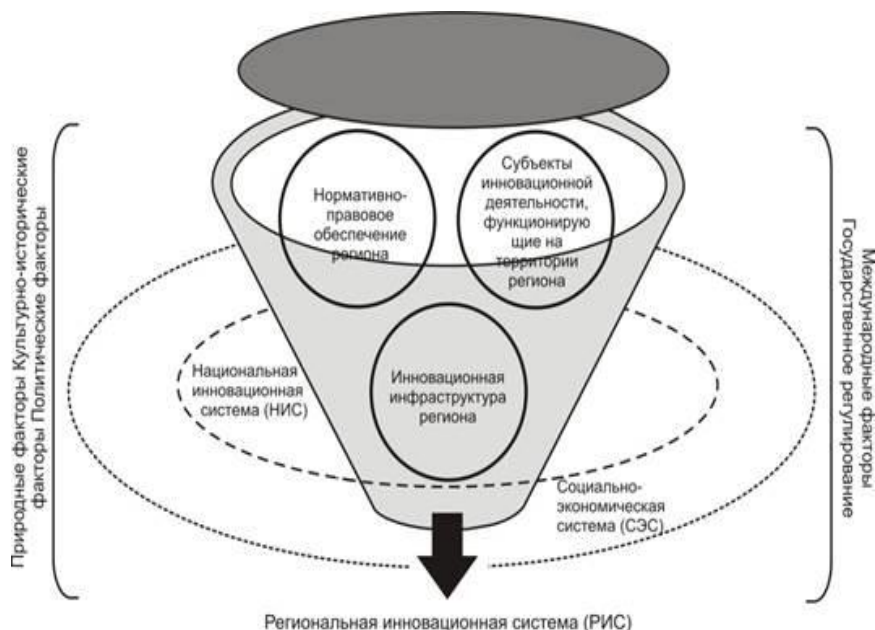 Природные факторы Культурно-исторические
факторы Политические факторы
Нормативно-
правовое
обеспечение
региона
Субъекты
инновационной
деятельности,
функционирую
щие на
территории
региона
Национальная
инновационная
система (НИС)
Инновационная
инфраструктура
региона
Социально-
экономическая
система (СЭС)
Международные факторы
Государственное регулирование
Региональная инновационная система (РИС)